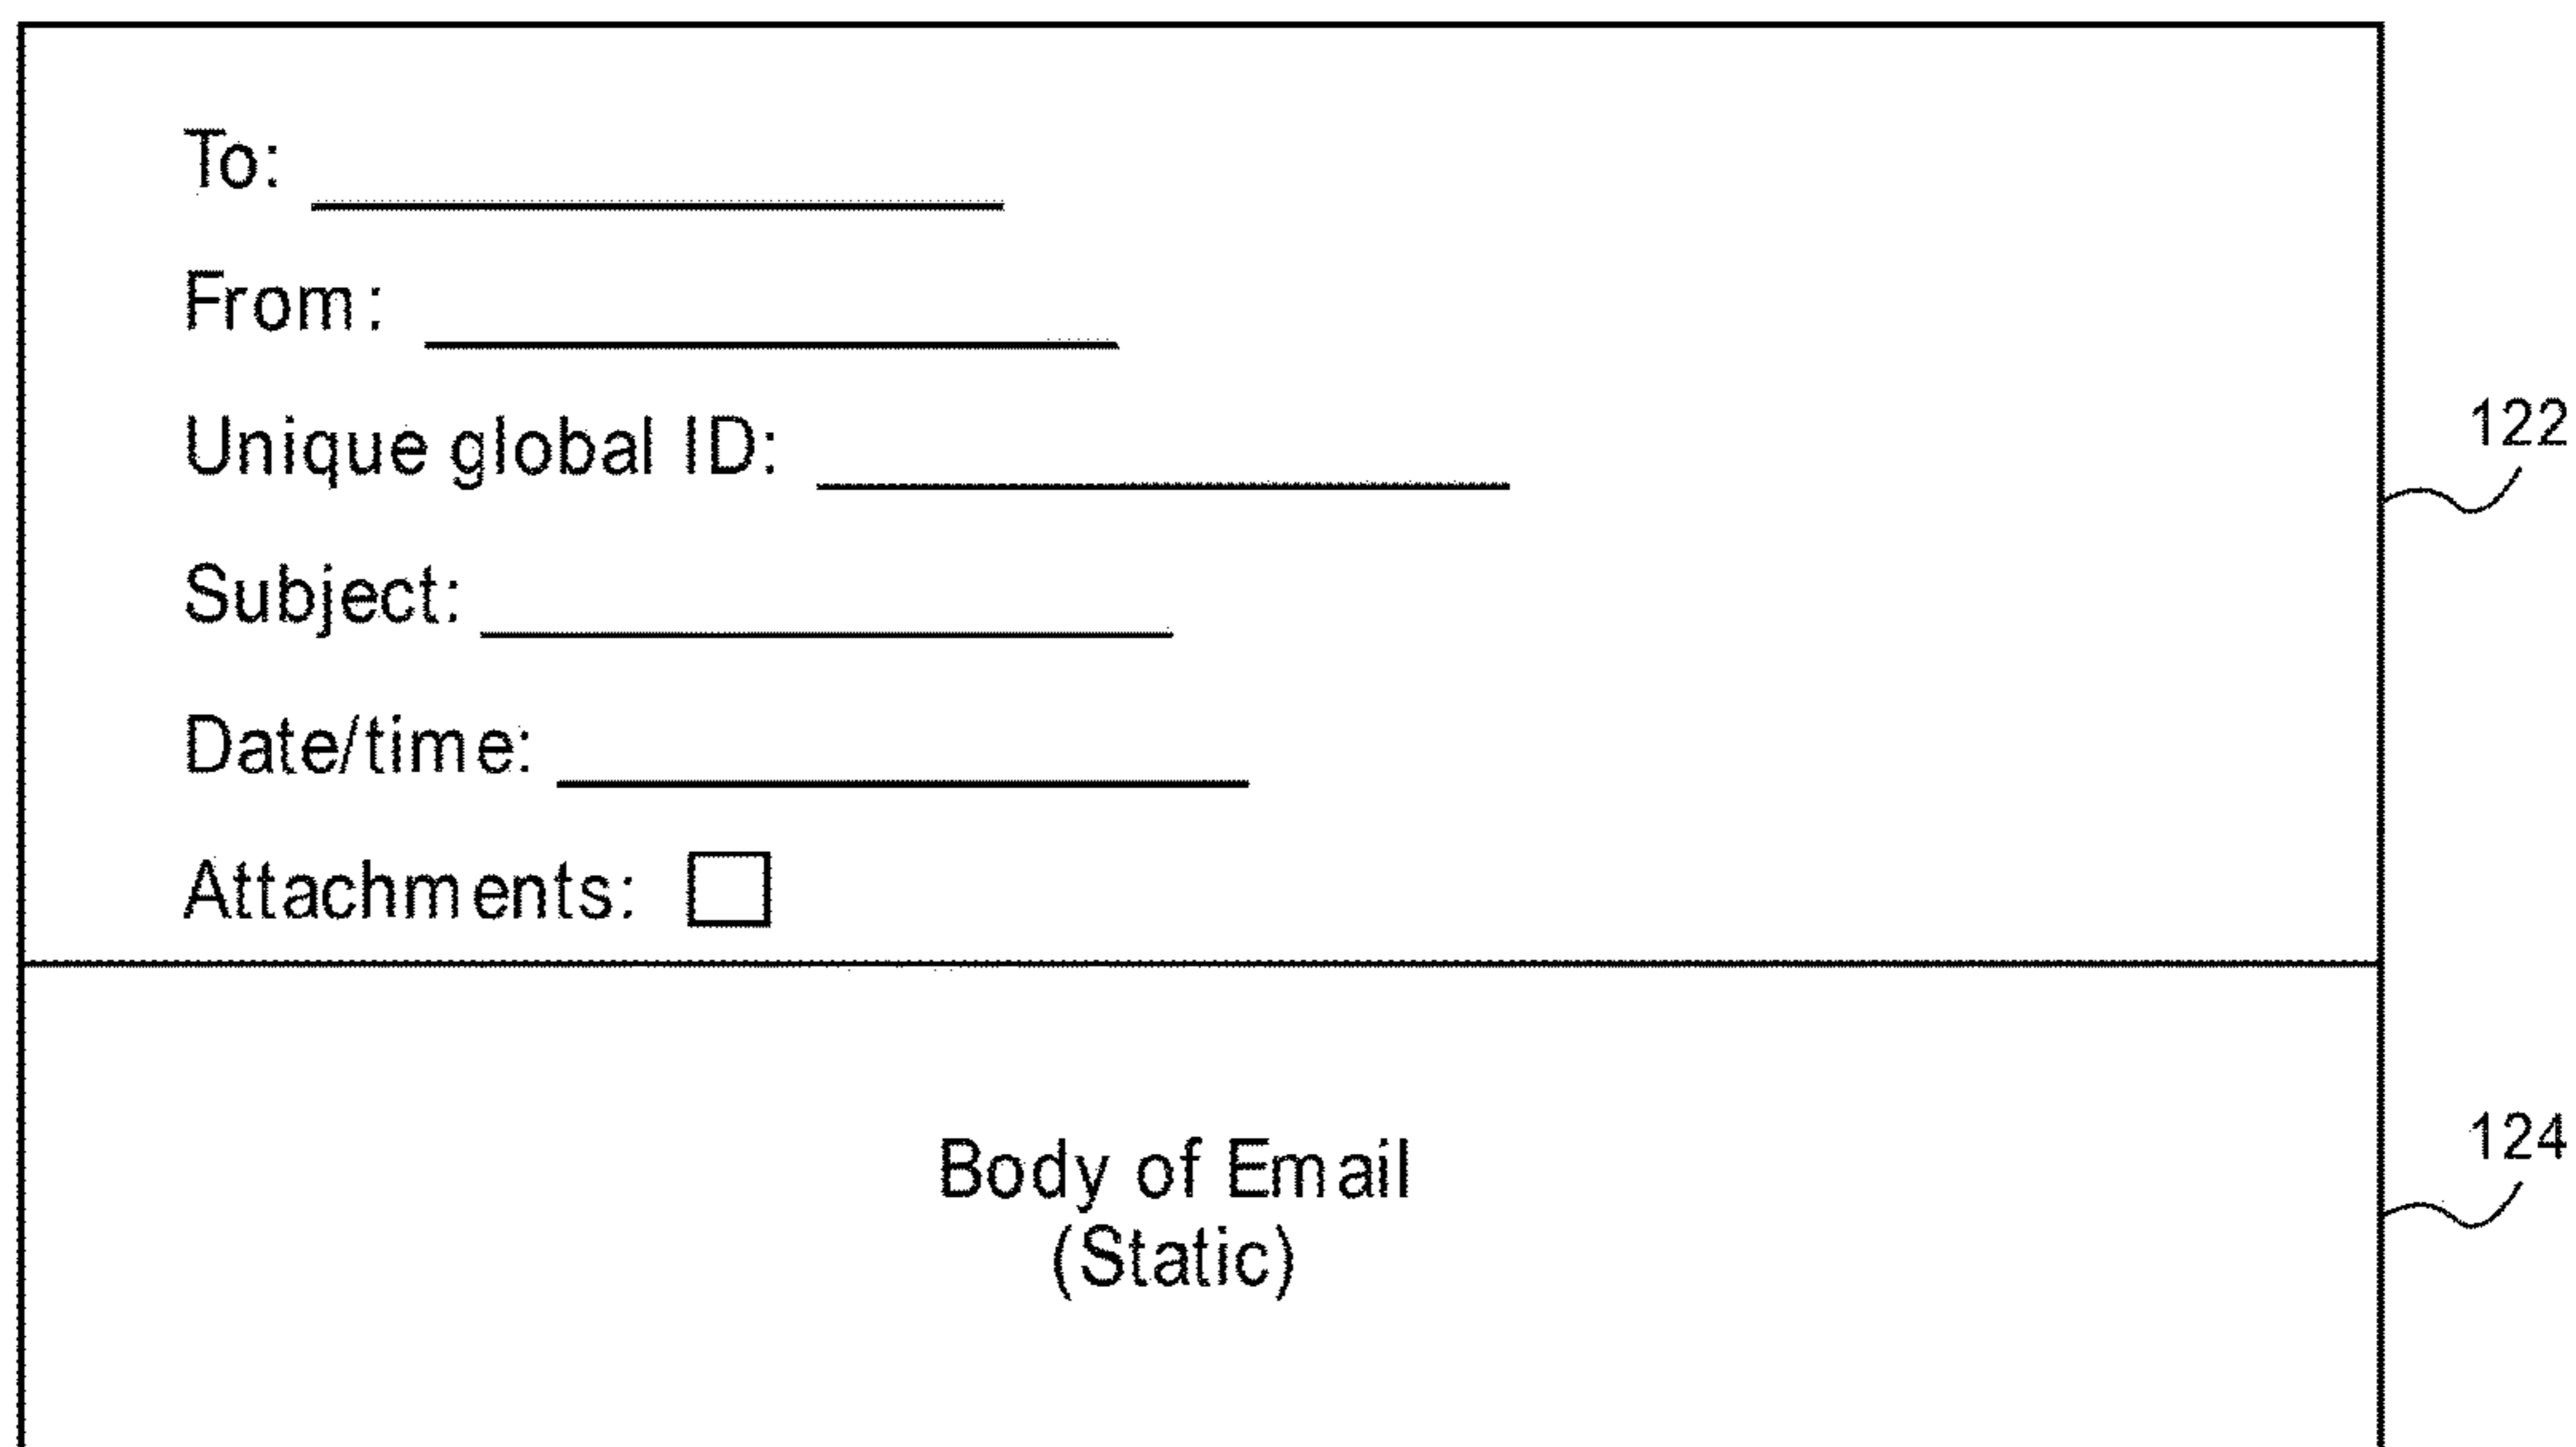 To:
From:
Unique global ID:
122
Subject:
Date/time:
Attachments:
124
Body of Email
(Static)